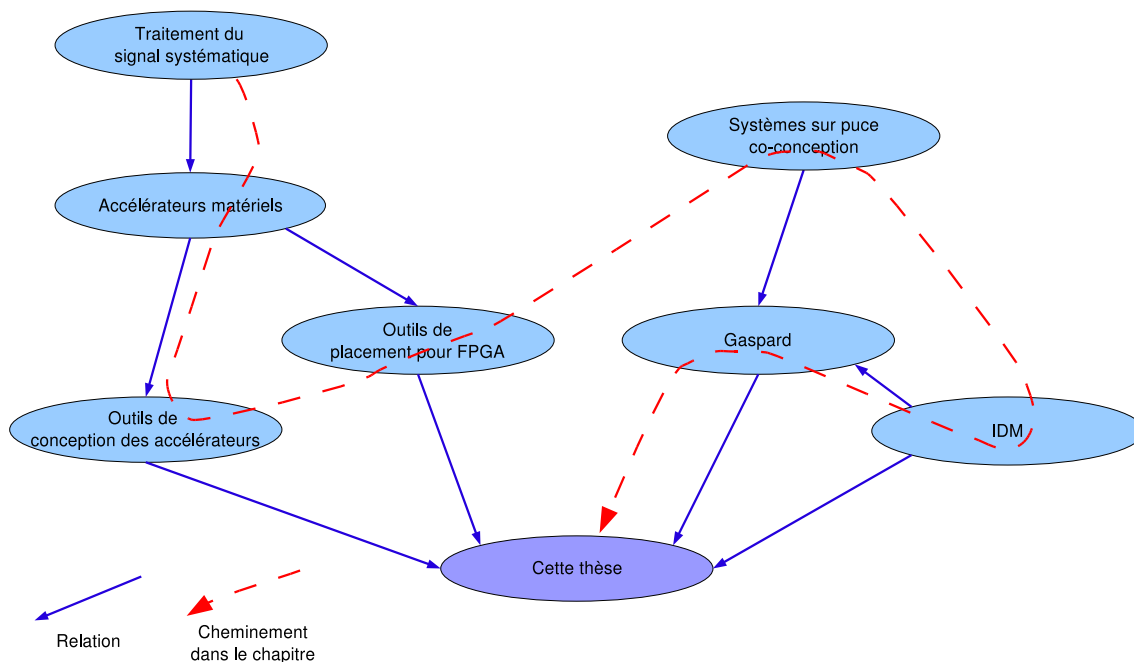 Traitement du
signal systématique
Systèmes sur puce
co-conception
Accélérateurs matériels
Outils de
placement pour FPGA
Gaspard
Outils de
conception des accélérateurs
IDM
Cette thèse
Relation
Cheminement
dans le chapitre